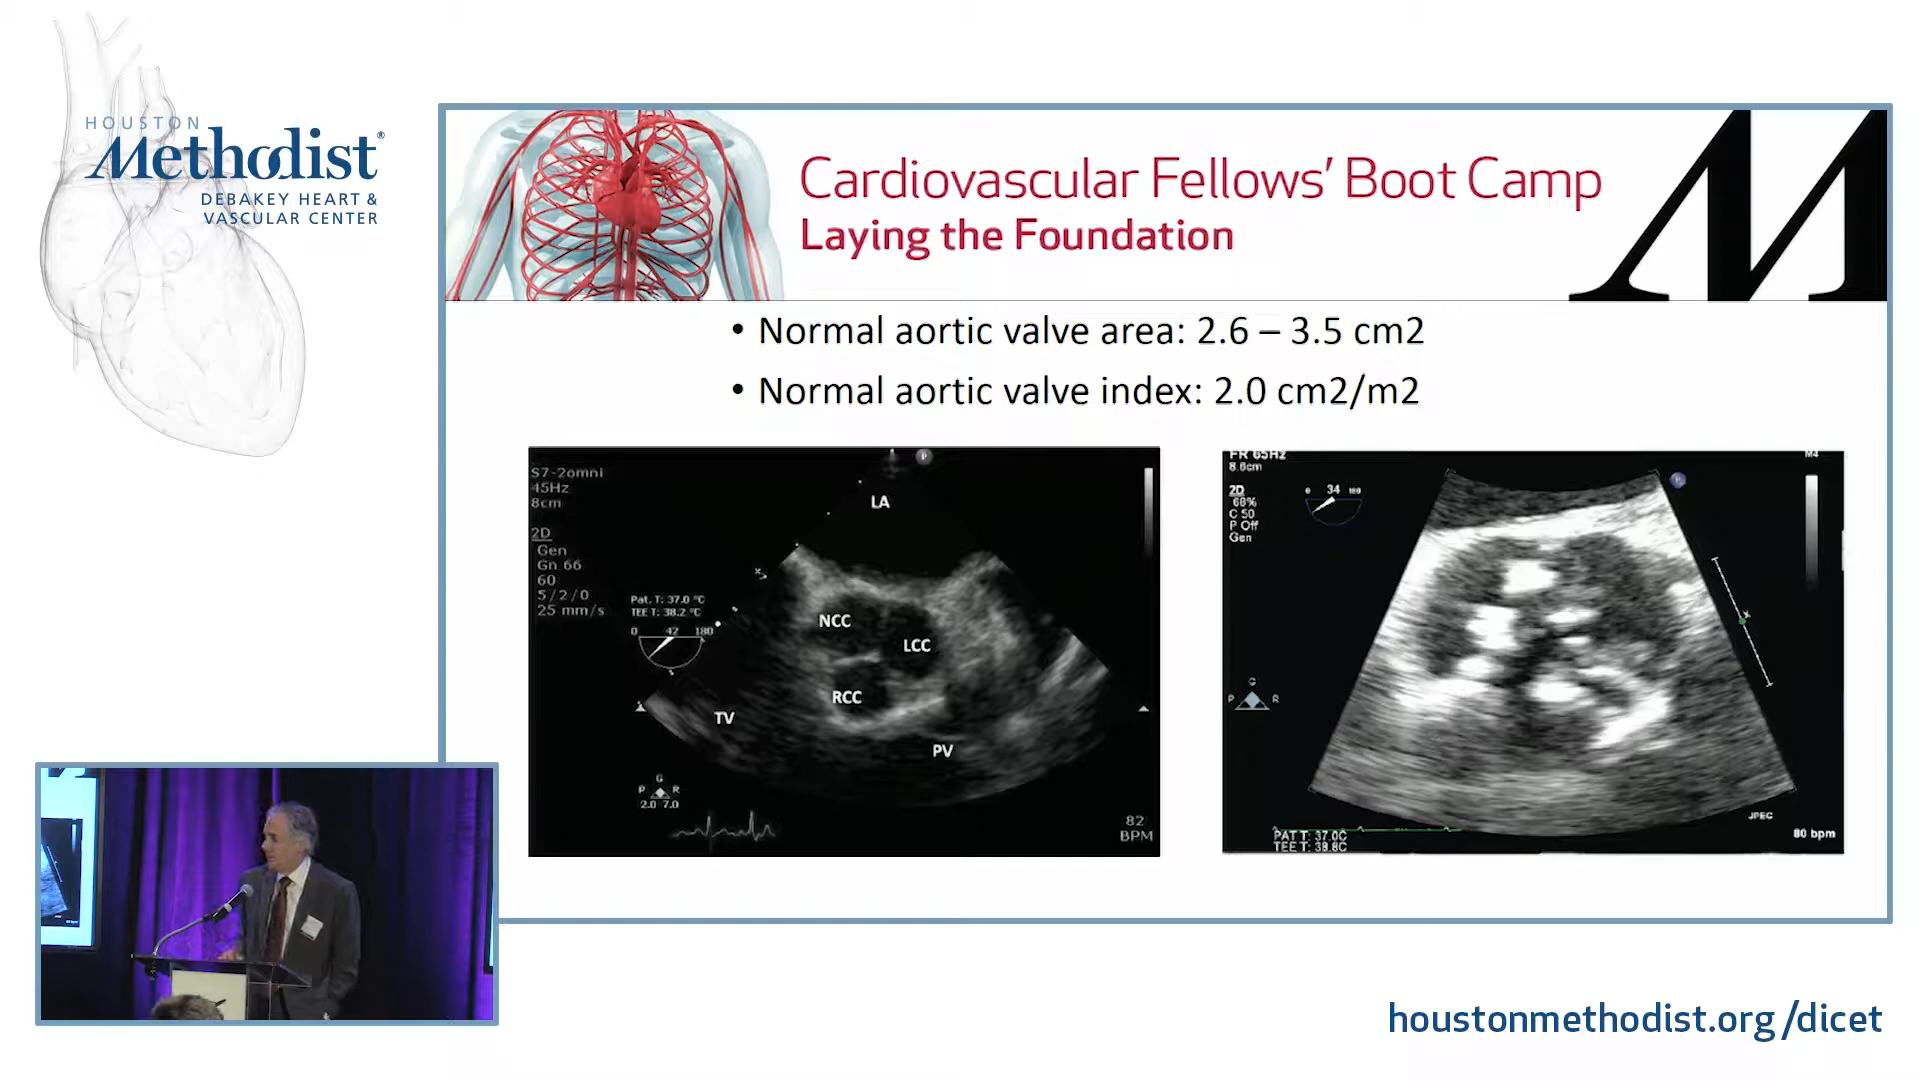 HOUSTON
Methodist®
DEBAKEY HEART &
VASCULAR CENTER
Cardiovascular Fellows' Boot Camp
Laying the Foundation
M
• Normal aortic valve area: 2.6 – 3.5 cm2
• Normal aortic valve index: 2.0 cm2/m2
S7-2omni
45Hz
8cm
2D
Gen
Gn 66
60
5/2/0
25 mm/s
Pat. T: 37.0 °C
TEE T: 38.2 °C
0 42 180
P
LA
NCC
LCC
RCC
TV
PV
G
P R
2.0 7.0
82
BPM
FR 65Hz
8.6cm
2D
68%
C 50
P Off
Gen
0 34 180
P
M4
G
P R
JPEG
PAT T: 37.0C
TEE T: 38.8C
80 bpm
houstonmethodist.org/dicet